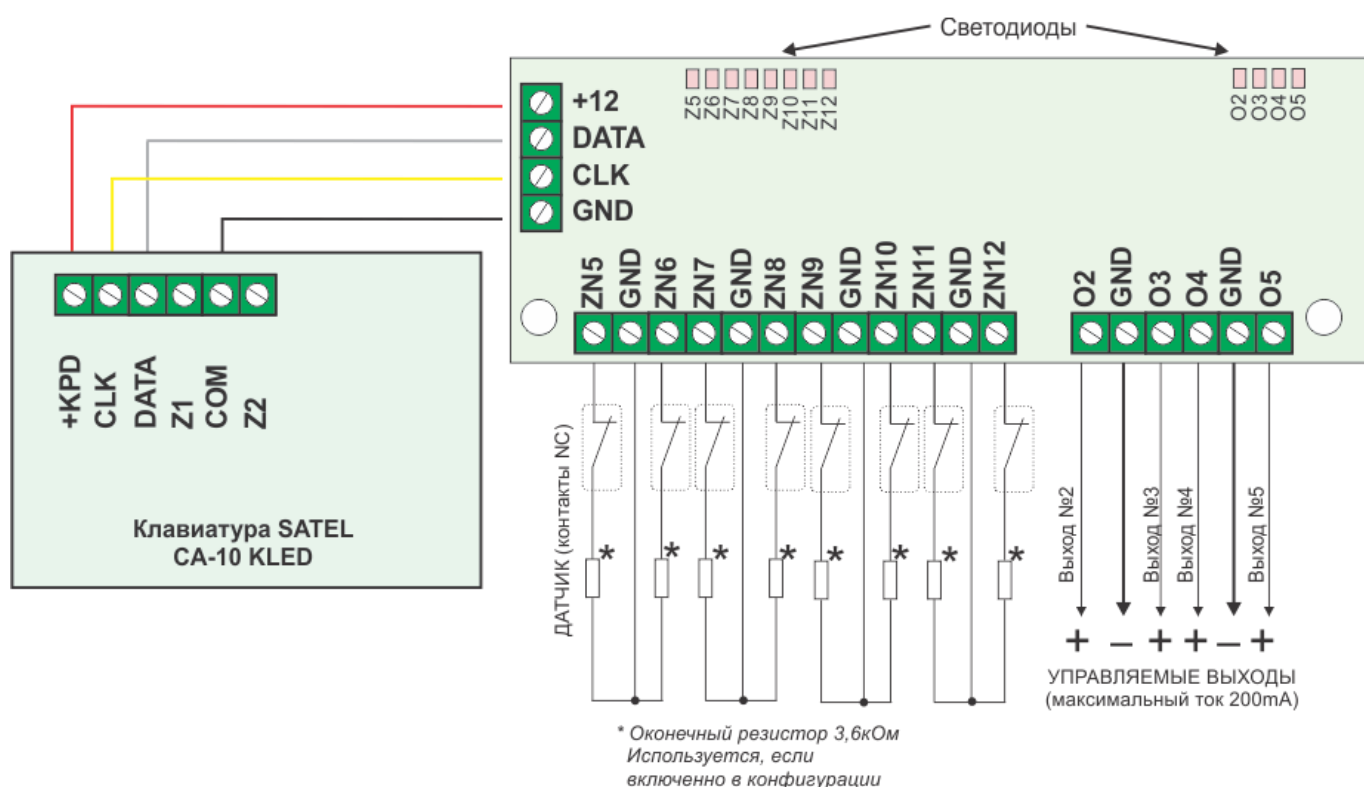 Светодиоды
Z5 Z6 Z7 Z8 Z9 Z10 Z11 Z12
O2 O3 O4 O5
+12
DATA
CLK
GND
ZN5 GND ZN6 ZN7 GND ZN8 ZN9 GND ZN10 ZN11 GND ZN12
O2 GND O3 O4 GND O5
+KPD CLK DATA Z1 COM Z2
Клавиатура SATEL
CA-10 KLED
ДАТЧИК (контакты NC)
* * * * * * * *
Выход №2 Выход №3 Выход №4 Выход №5
+ – + + – +
УПРАВЛЯЕМЫЕ ВЫХОДЫ
(максимальный ток 200mA)
* Оконечный резистор 3,6кОм
Используется, если
включенно в конфигурации